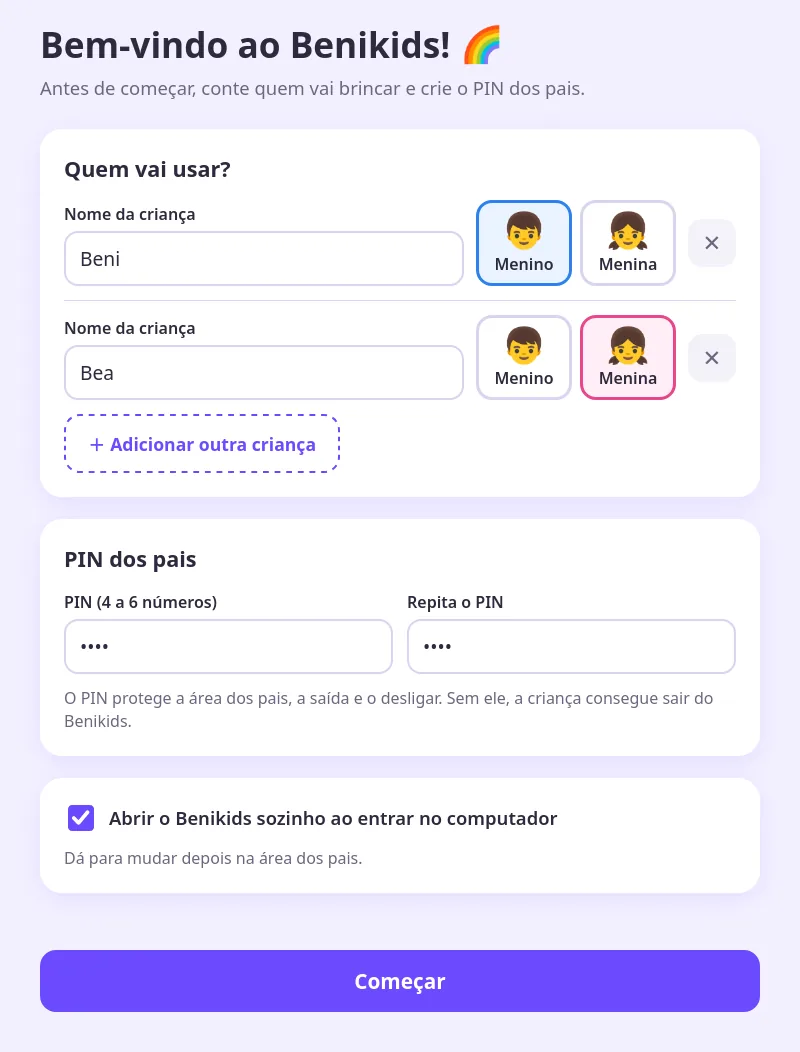 Bem-vindo ao Benikids! 🌈
Antes de começar, conte quem vai brincar e crie o PIN dos pais.
Quem vai usar?
Nome da criança
Beni
Menino
Menina
✕
Nome da criança
Bea
Menino
Menina
✕
+ Adicionar outra criança
PIN dos pais
PIN (4 a 6 números)
••••
Repita o PIN
••••
O PIN protege a área dos pais, a saída e o desligar. Sem ele, a criança consegue sair do
Benikids.
Abrir o Benikids sozinho ao entrar no computador
Dá para mudar depois na área dos pais.
Começar